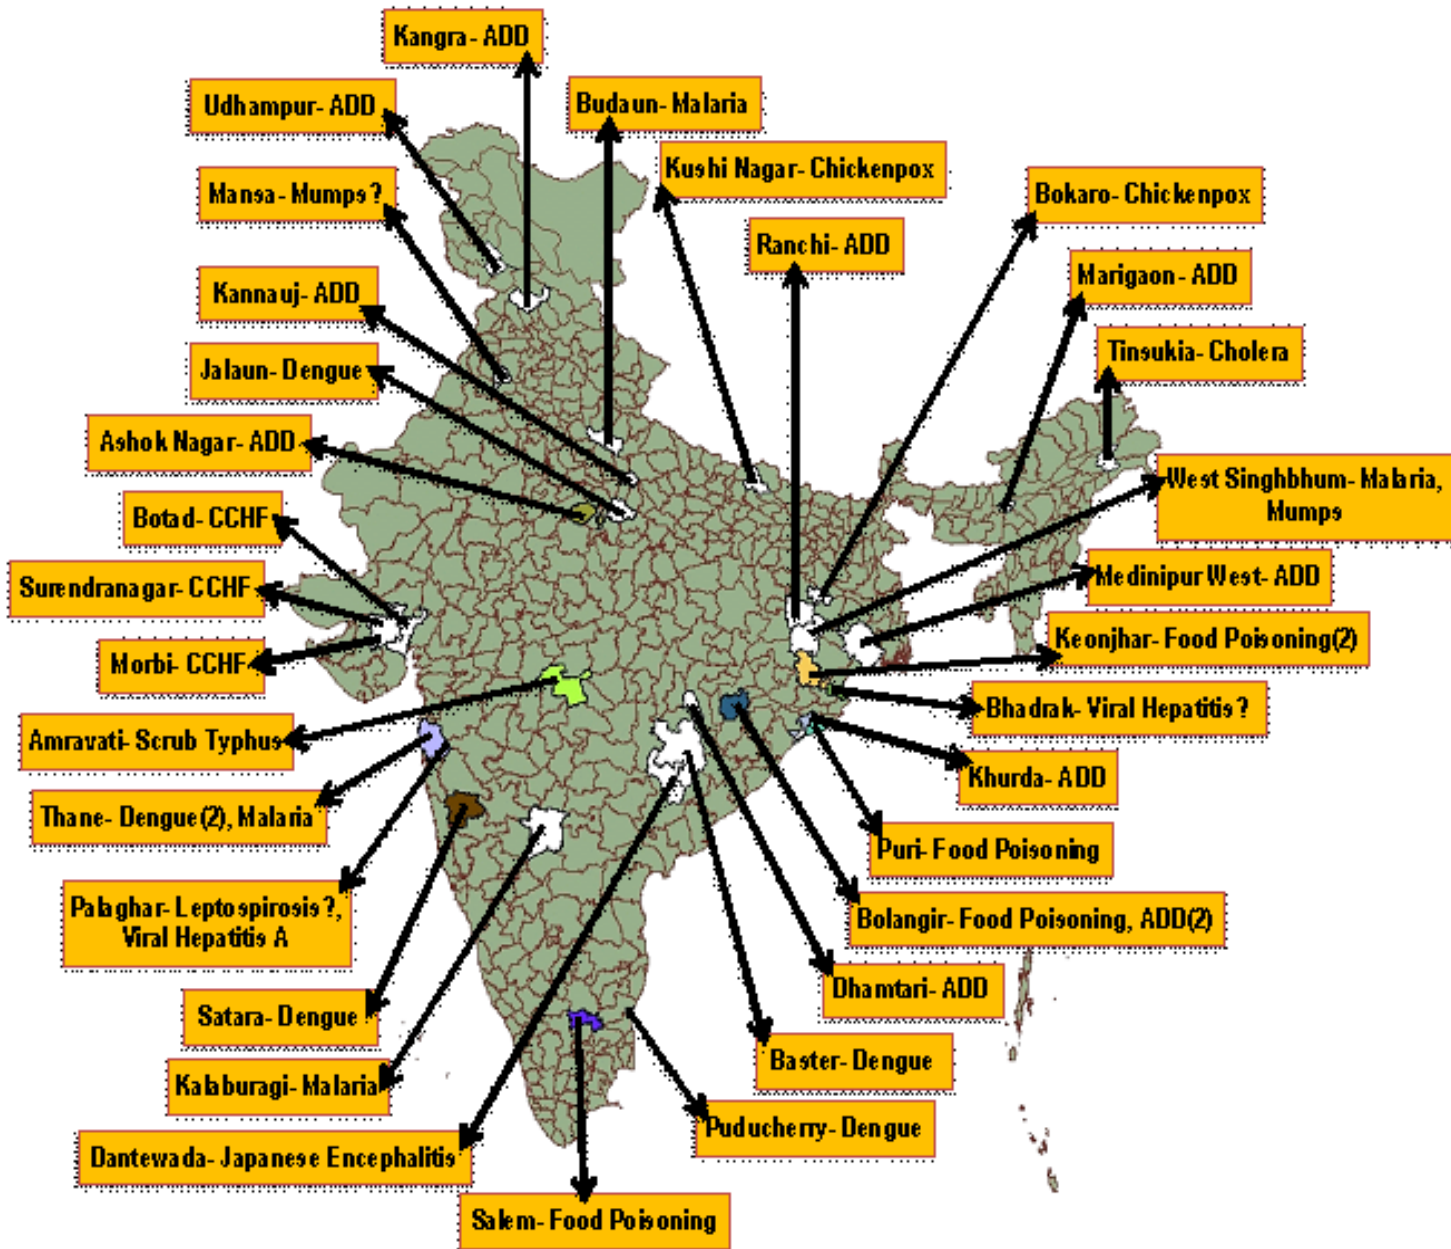 Kangra- ADD
Udhampur- ADD
Budaun- Malaria
Kushi Nagar- Chickenpox
Mansa- Mumps?
Bokaro- Chickenpox
Ranchi- ADD
Marigaon- ADD
Kannauj- ADD
Tinsukia- Cholera
Jalaun- Dengue
Ashok Nagar- ADD
West Singhbhum- Malaria,
Mumps
Botad- CCHF
Medinipur West- ADD
Surendranagar- CCHF
Keonjhar- Food Poisoning(2)
Morbi- CCHF
Bhadrak- Viral Hepatitis?
Amravati- Scrub Typhus
Khurda- ADD
Thane- Dengue(2), Malaria
Puri- Food Poisoning
Palaghar- Leptospirosis?,
Viral Hepatitis A
Bolangir- Food Poisoning, ADD(2)
Dhamtari- ADD
Satara- Dengue
Baster- Dengue
Kalaburagi- Malaria
Puducherry- Dengue
Dantewada- Japanese Encephalitis
Salem- Food Poisoning